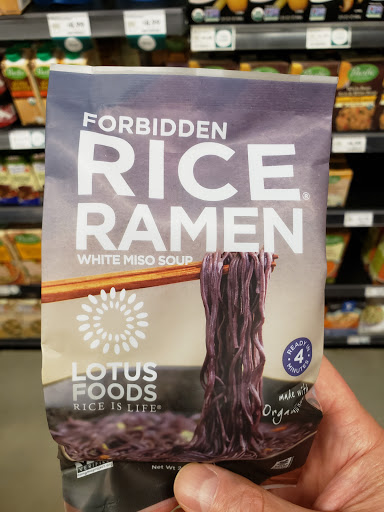 FORBIDDEN
RICE®
RAMEN
WHITE MISO SOUP
LOTUS
FOODS
RICE IS LIFE®
READY IN
4
MINUTES
made with
Organic
Net Wt